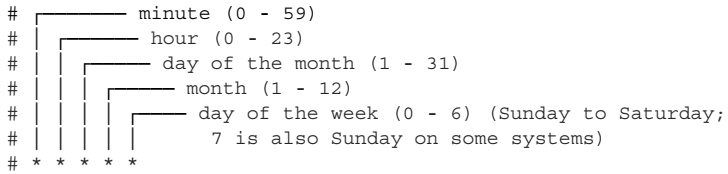 # ┌─────── minute (0 - 59)
# │ ┌────── hour (0 - 23)
# │ │ ┌───── day of the month (1 - 31)
# │ │ │ ┌───── month (1 - 12)
# │ │ │ │ ┌──── day of the week (0 - 6) (Sunday to Saturday;
# │ │ │ │ │ 7 is also Sunday on some systems)
# * * * * *